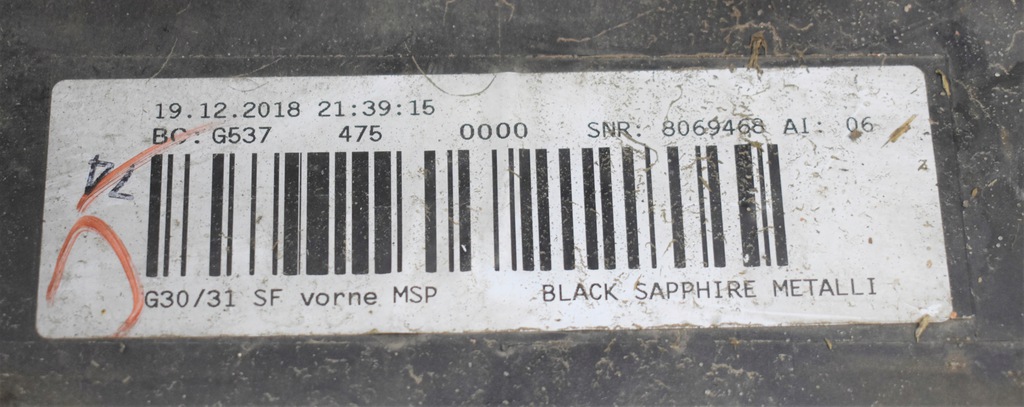 19.12.2018 21:39:15
BC: G537 475 0000 SNR: 8069468 AI: 06
74
G30/31 SF vorne MSP BLACK SAPPHIRE METALLI